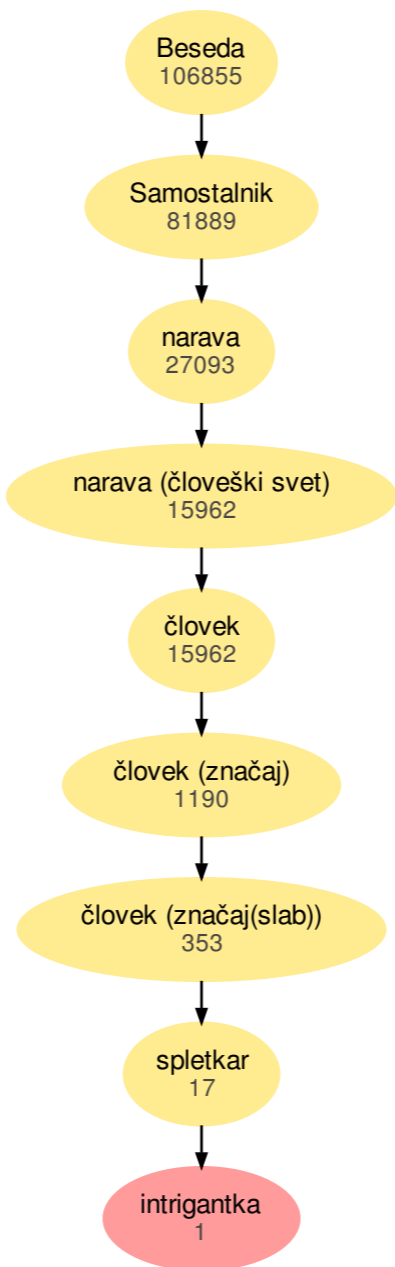 Beseda
106855
Samostalnik
81889
narava
27093
narava (človeški svet)
15962
človek
15962
človek (značaj)
1190
človek (značaj(slab))
353
spletkar
17
intrigantka
1